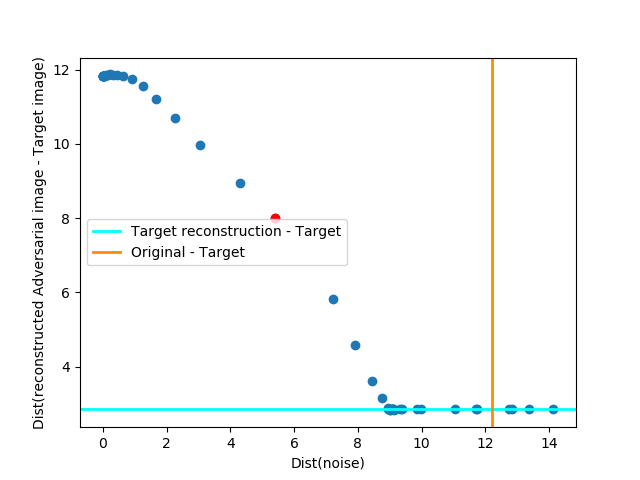 12
10
8
6
4
Dist(reconstructed Adversarial image - Target image)
Target reconstruction - Target
Original - Target
0 2 4 6 8 10 12 14
Dist(noise)